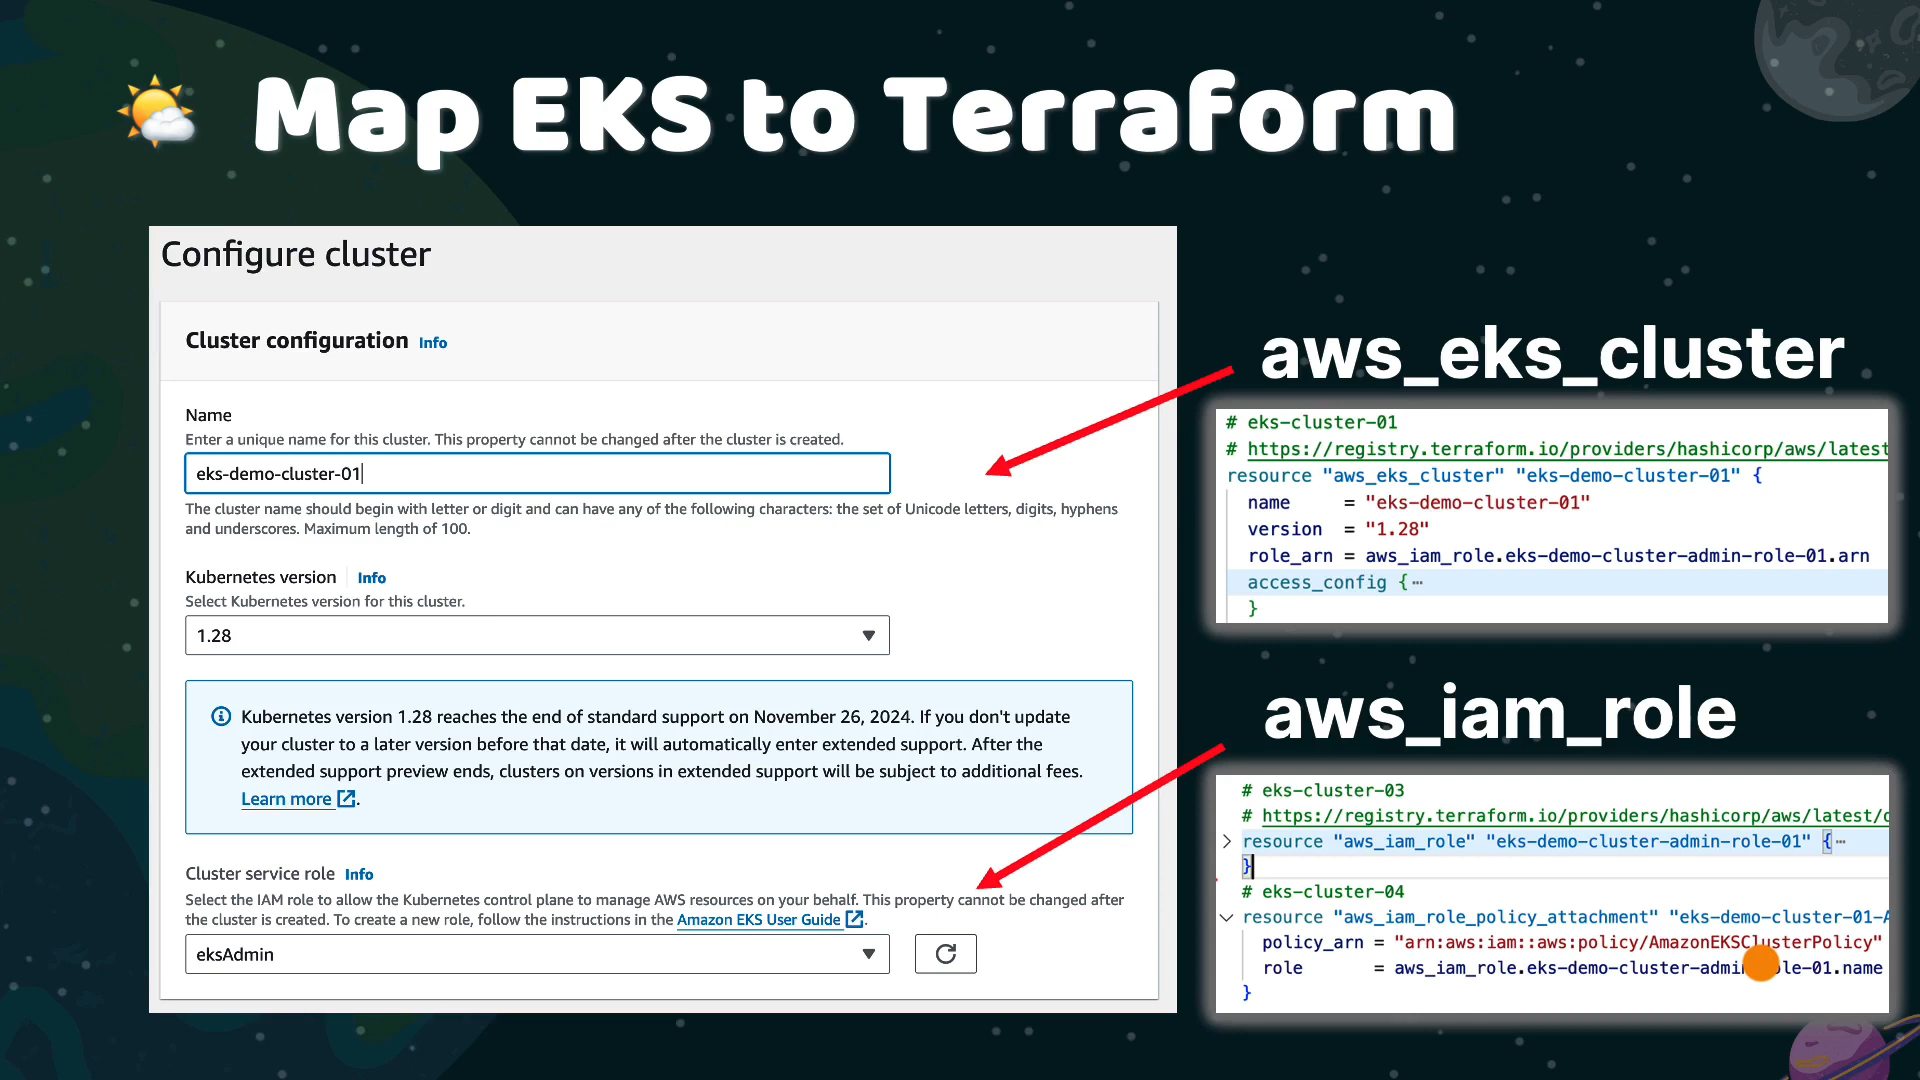 Map EKS to Terraform
Configure cluster
Cluster configuration Info
Name
Enter a unique name for this cluster. This property cannot be changed after the cluster is created.
eks-demo-cluster-01
The cluster name should begin with letter or digit and can have any of the following characters: the set of Unicode letters, digits, hyphens
and underscores. Maximum length of 100.
Kubernetes version Info
Select Kubernetes version for this cluster.
1.28
Kubernetes version 1.28 reaches the end of standard support on November 26, 2024. If you don't update
your cluster to a later version before that date, it will automatically enter extended support. After the
extended support preview ends, clusters on versions in extended support will be subject to additional fees.
Learn more.
Cluster service role Info
Select the IAM role to allow the Kubernetes control plane to manage AWS resources on your behalf. This property cannot be changed after
the cluster is created. To create a new role, follow the instructions in the Amazon EKS User Guide.
eksAdmin
aws_eks_cluster
# eks-cluster-01
# https://registry.terraform.io/providers/hashicorp/aws/latest
resource "aws_eks_cluster" "eks-demo-cluster-01" {
name = "eks-demo-cluster-01"
version = "1.28"
role_arn = aws_iam_role.eks-demo-cluster-admin-role-01.arn
access_config {⋯
}
aws_iam_role
# eks-cluster-03
# https://registry.terraform.io/providers/hashicorp/aws/latest/
resource "aws_iam_role" "eks-demo-cluster-admin-role-01" {⋯
}
# eks-cluster-04
resource "aws_iam_role_policy_attachment" "eks-demo-cluster-01-A
policy_arn = "arn:aws:iam::aws:policy/AmazonEKSClusterPolicy"
role = aws_iam_role.eks-demo-cluster-admin-role-01.name
}